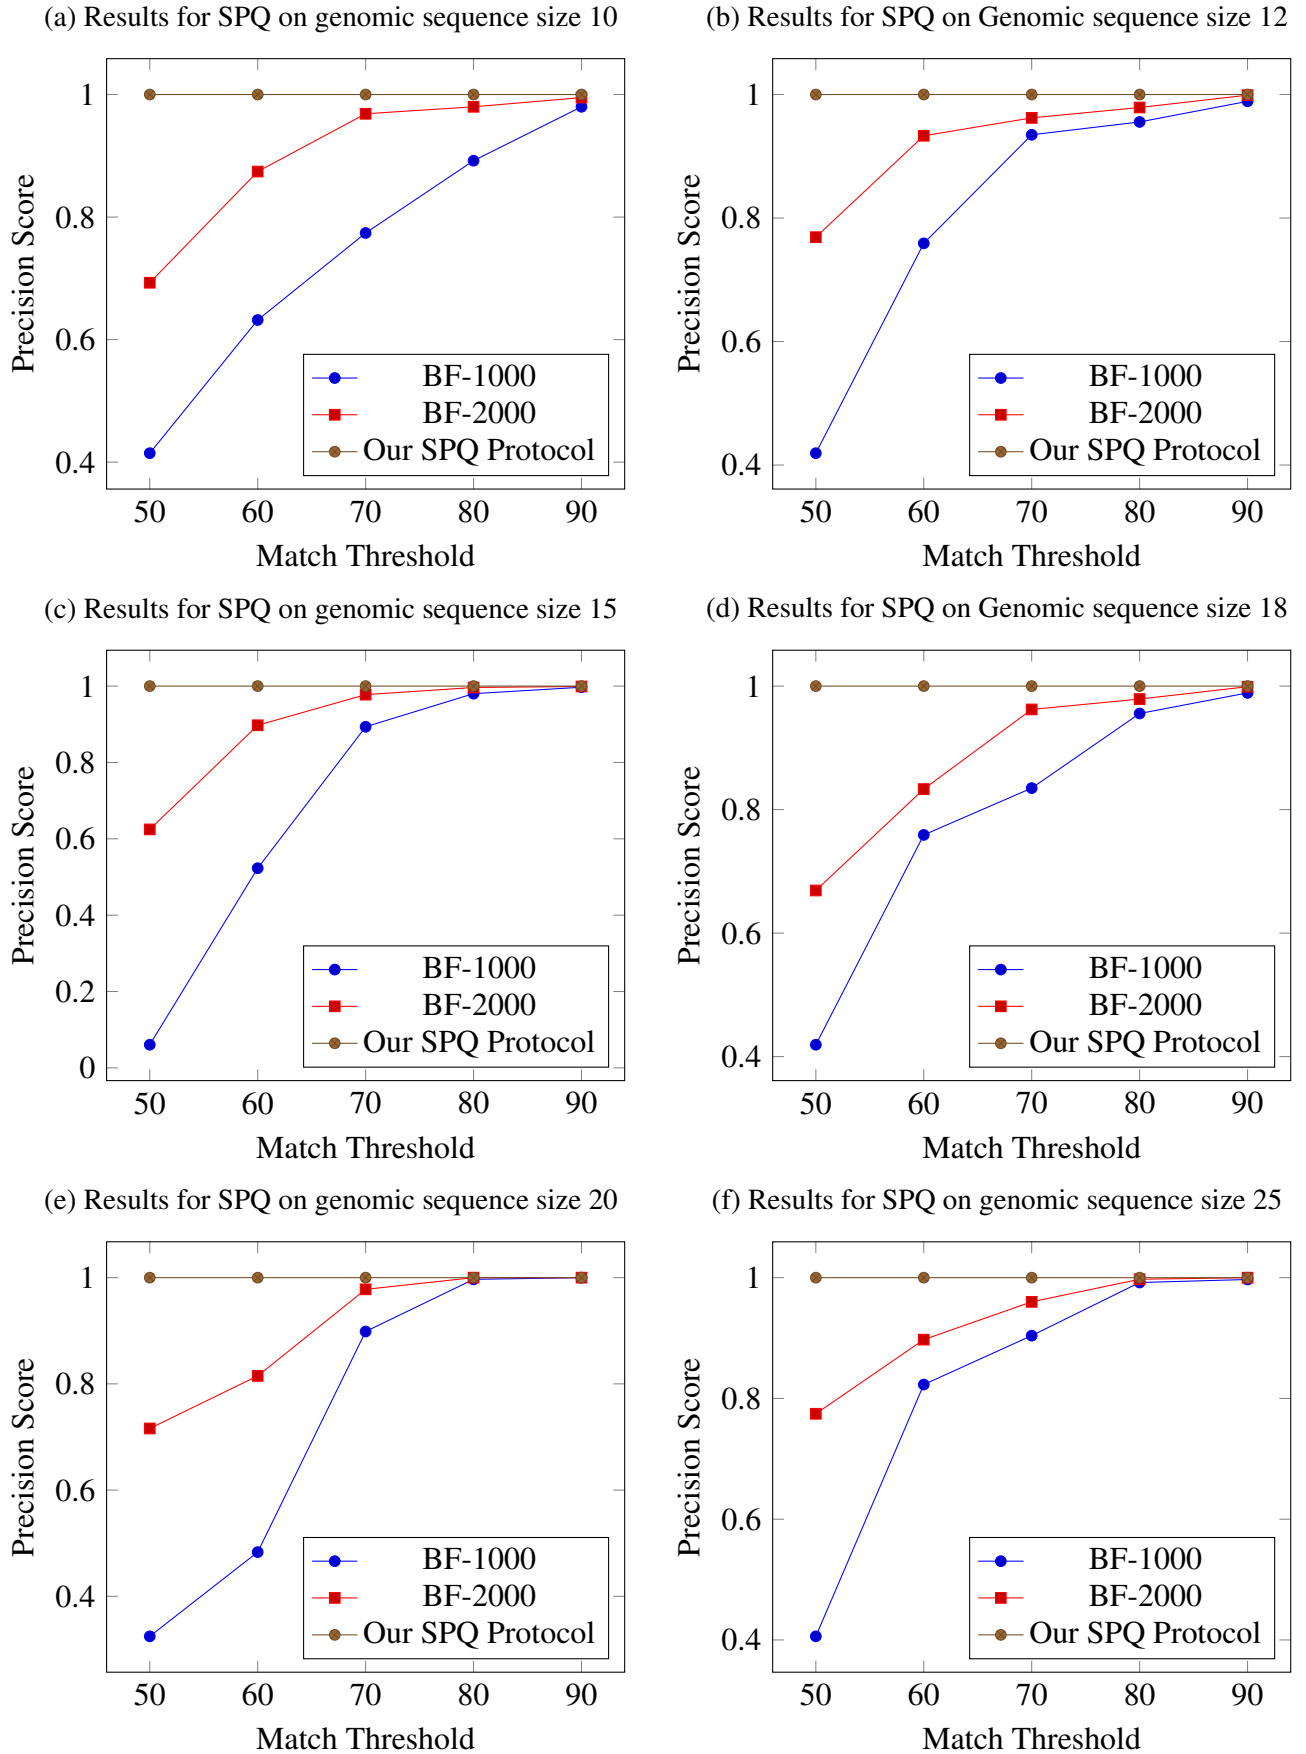 (a) Results for SPQ on genomic sequence size 10
1
0.8
0.6
0.4
Precision Score
50 60 70 80 90
Match Threshold
BF-1000
BF-2000
Our SPQ Protocol
(b) Results for SPQ on Genomic sequence size 12
1
0.8
0.6
0.4
Precision Score
50 60 70 80 90
Match Threshold
BF-1000
BF-2000
Our SPQ Protocol
(c) Results for SPQ on genomic sequence size 15
1
0.8
0.6
0.4
0.2
0
Precision Score
50 60 70 80 90
Match Threshold
BF-1000
BF-2000
Our SPQ Protocol
(d) Results for SPQ on Genomic sequence size 18
1
0.8
0.6
0.4
Precision Score
50 60 70 80 90
Match Threshold
BF-1000
BF-2000
Our SPQ Protocol
(e) Results for SPQ on genomic sequence size 20
1
0.8
0.6
0.4
Precision Score
50 60 70 80 90
Match Threshold
BF-1000
BF-2000
Our SPQ Protocol
(f) Results for SPQ on genomic sequence size 25
1
0.8
0.6
0.4
Precision Score
50 60 70 80 90
Match Threshold
BF-1000
BF-2000
Our SPQ Protocol